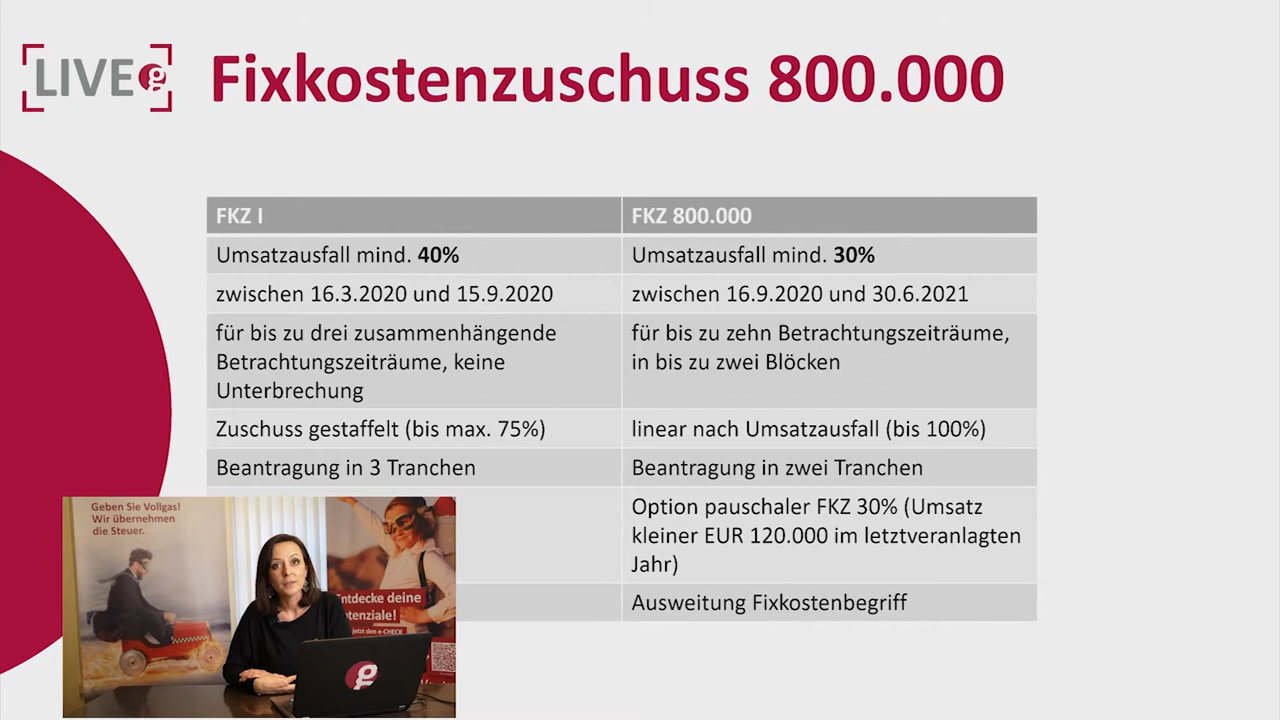 LIVE g
Fixkostenzuschuss 800.000
FKZ I
FKZ 800.000
Umsatzausfall mind. 40%
Umsatzausfall mind. 30%
zwischen 16.3.2020 und 15.9.2020
zwischen 16.9.2020 und 30.6.2021
für bis zu drei zusammenhängende
Betrachtungszeiträume, keine
Unterbrechung
für bis zu zehn Betrachtungszeiträume,
in bis zu zwei Blöcken
Zuschuss gestaffelt (bis max. 75%)
linear nach Umsatzausfall (bis 100%)
Beantragung in 3 Tranchen
Beantragung in zwei Tranchen
Option pauschaler FKZ 30% (Umsatz
kleiner EUR 120.000 im letztveranlagten
Jahr)
Ausweitung Fixkostenbegriff
Geben Sie Vollgas!
Wir übernehmen
die Steuer.
Entdecke deine
jetzt den e-CHECK
g